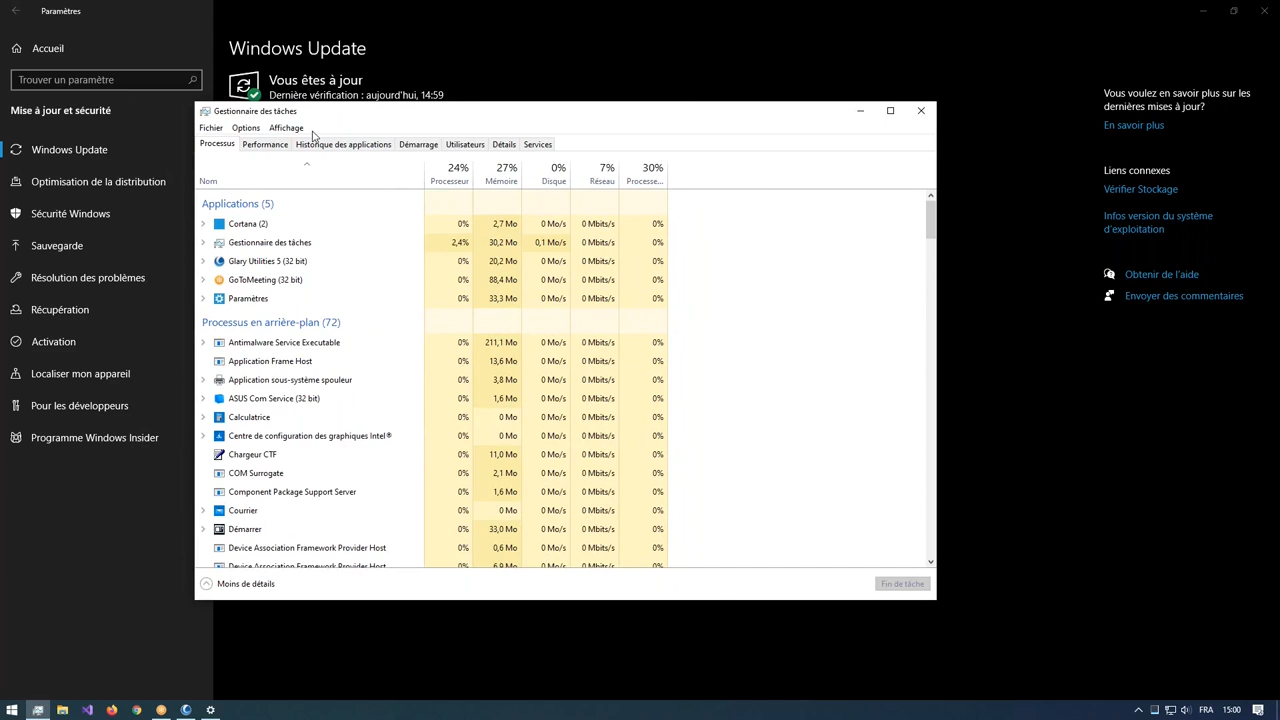 Paramètres
Accueil
Trouver un paramètre
Mise à jour et sécurité
Windows Update
Optimisation de la distribution
Sécurité Windows
Sauvegarde
Résolution des problèmes
Récupération
Activation
Localiser mon appareil
Pour les développeurs
Programme Windows Insider
Windows Update
Vous êtes à jour
Dernière vérification : aujourd'hui, 14:59
Gestionnaire des tâches
Fichier Options Affichage
Processus Performance Historique des applications Démarrage Utilisateurs Détails Services
24% 27% 0% 7% 30%
Nom Processeur Mémoire Disque Réseau Processe...
Applications (5)
Cortana (2) 0% 2,7 Mo 0 Mo/s 0 Mbits/s 0%
Gestionnaire des tâches 2,4% 30,2 Mo 0,1 Mo/s 0 Mbits/s 0%
Glary Utilities 5 (32 bit) 0% 20,2 Mo 0 Mo/s 0 Mbits/s 0%
GoToMeeting (32 bit) 0% 88,4 Mo 0 Mo/s 0 Mbits/s 0%
Paramètres 0% 33,3 Mo 0 Mo/s 0 Mbits/s 0%
Processus en arrière-plan (72)
Antimalware Service Executable 0% 211,1 Mo 0 Mo/s 0 Mbits/s 0%
Application Frame Host 0% 13,6 Mo 0 Mo/s 0 Mbits/s 0%
Application sous-système spouleur 0% 3,8 Mo 0 Mo/s 0 Mbits/s 0%
ASUS Com Service (32 bit) 0% 1,6 Mo 0 Mo/s 0 Mbits/s 0%
Calculatrice 0% 0 Mo 0 Mo/s 0 Mbits/s 0%
Centre de configuration des graphiques Intel® 0% 0 Mo 0 Mo/s 0 Mbits/s 0%
Chargeur CTF 0% 11,0 Mo 0 Mo/s 0 Mbits/s 0%
COM Surrogate 0% 2,1 Mo 0 Mo/s 0 Mbits/s 0%
Component Package Support Server 0% 1,6 Mo 0 Mo/s 0 Mbits/s 0%
Courrier 0% 0 Mo 0 Mo/s 0 Mbits/s 0%
Démarrer 0% 33,0 Mo 0 Mo/s 0 Mbits/s 0%
Device Association Framework Provider Host 0% 0,6 Mo 0 Mo/s 0 Mbits/s 0%
Device Association Framework Provider Host 0% 6,9 Mo 0 Mo/s 0 Mbits/s 0%
Moins de détails
Fin de tâche
Vous voulez en savoir plus sur les
dernières mises à jour?
En savoir plus
Liens connexes
Vérifier Stockage
Infos version du système
d'exploitation
Obtenir de l'aide
Envoyer des commentaires
FRA 15:00